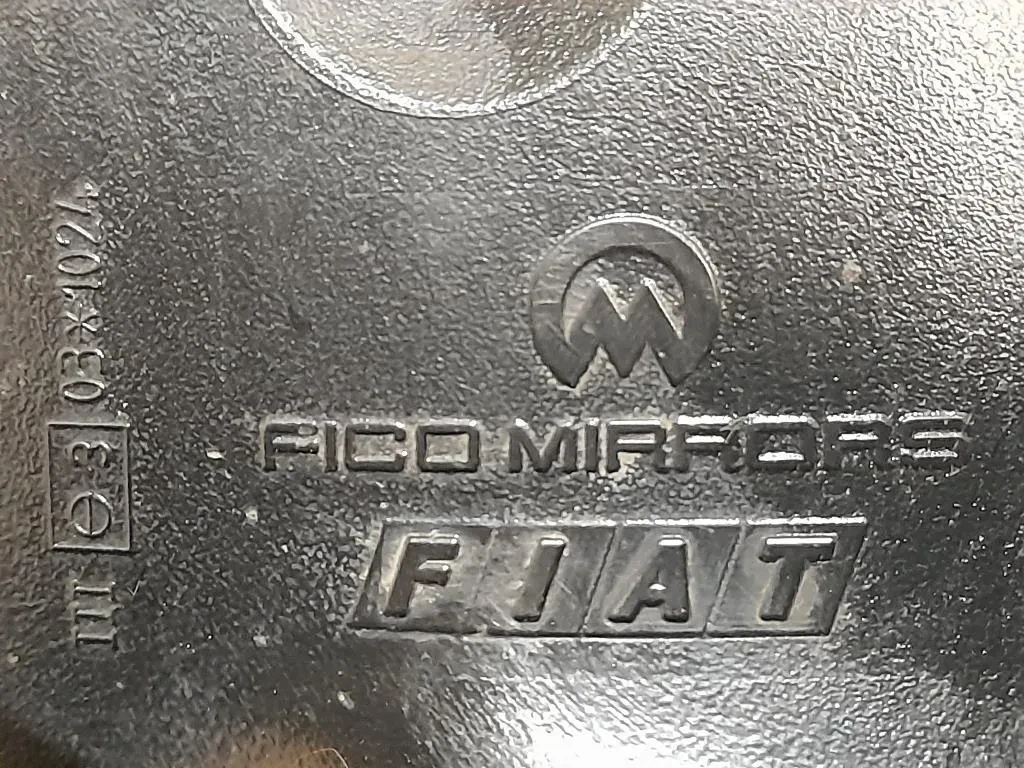 III e3 03*1024
FICO MIRRORS
FIAT